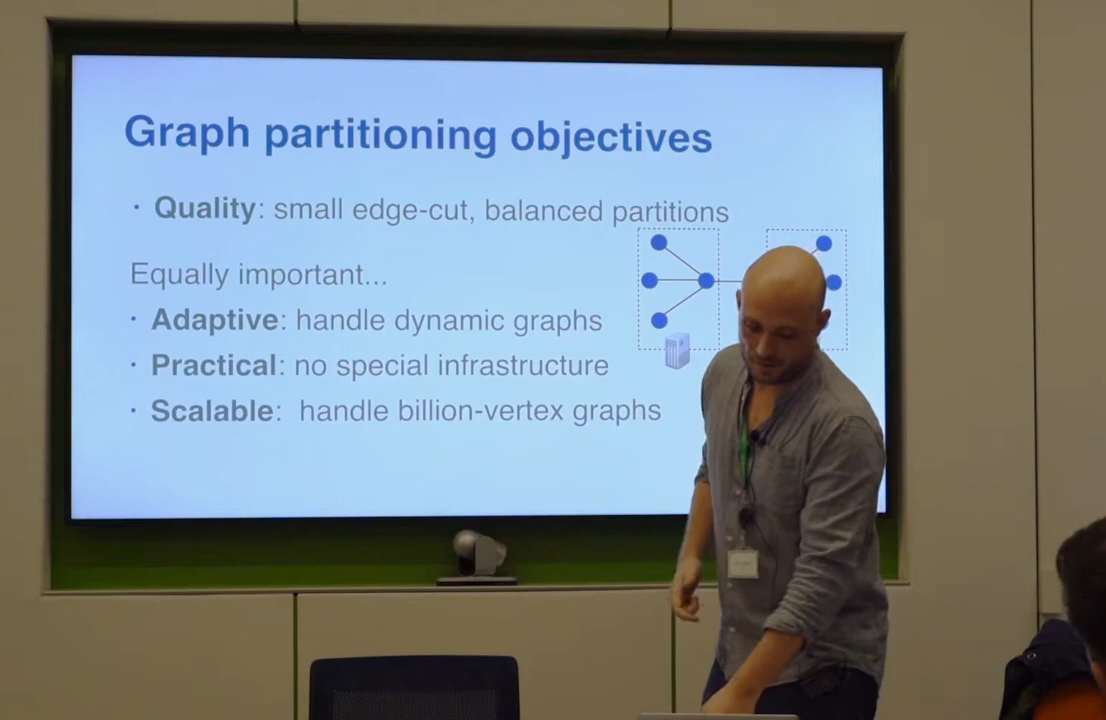 Graph partitioning objectives
· Quality: small edge-cut, balanced partitions
Equally important...
· Adaptive: handle dynamic graphs
· Practical: no special infrastructure
· Scalable: handle billion-vertex graphs